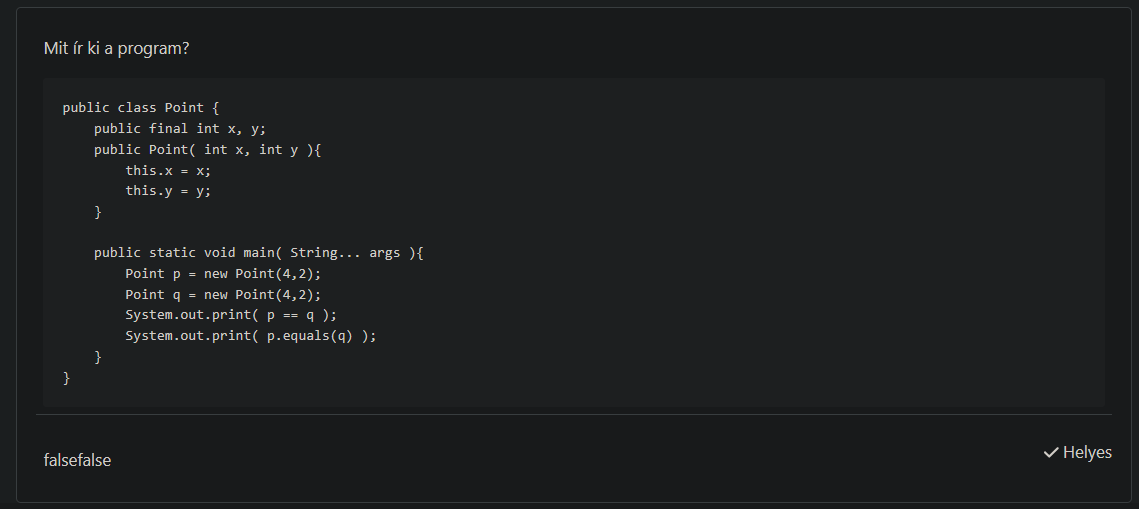 Mit ír ki a program?
public class Point {
    public final int x, y;
    public Point( int x, int y ){
        this.x = x;
        this.y = y;
    }
    public static void main( String... args ){
        Point p = new Point(4,2);
        Point q = new Point(4,2);
        System.out.print( p == q );
        System.out.print( p.equals(q) );
    }
}
✓ Helyes
falsefalse